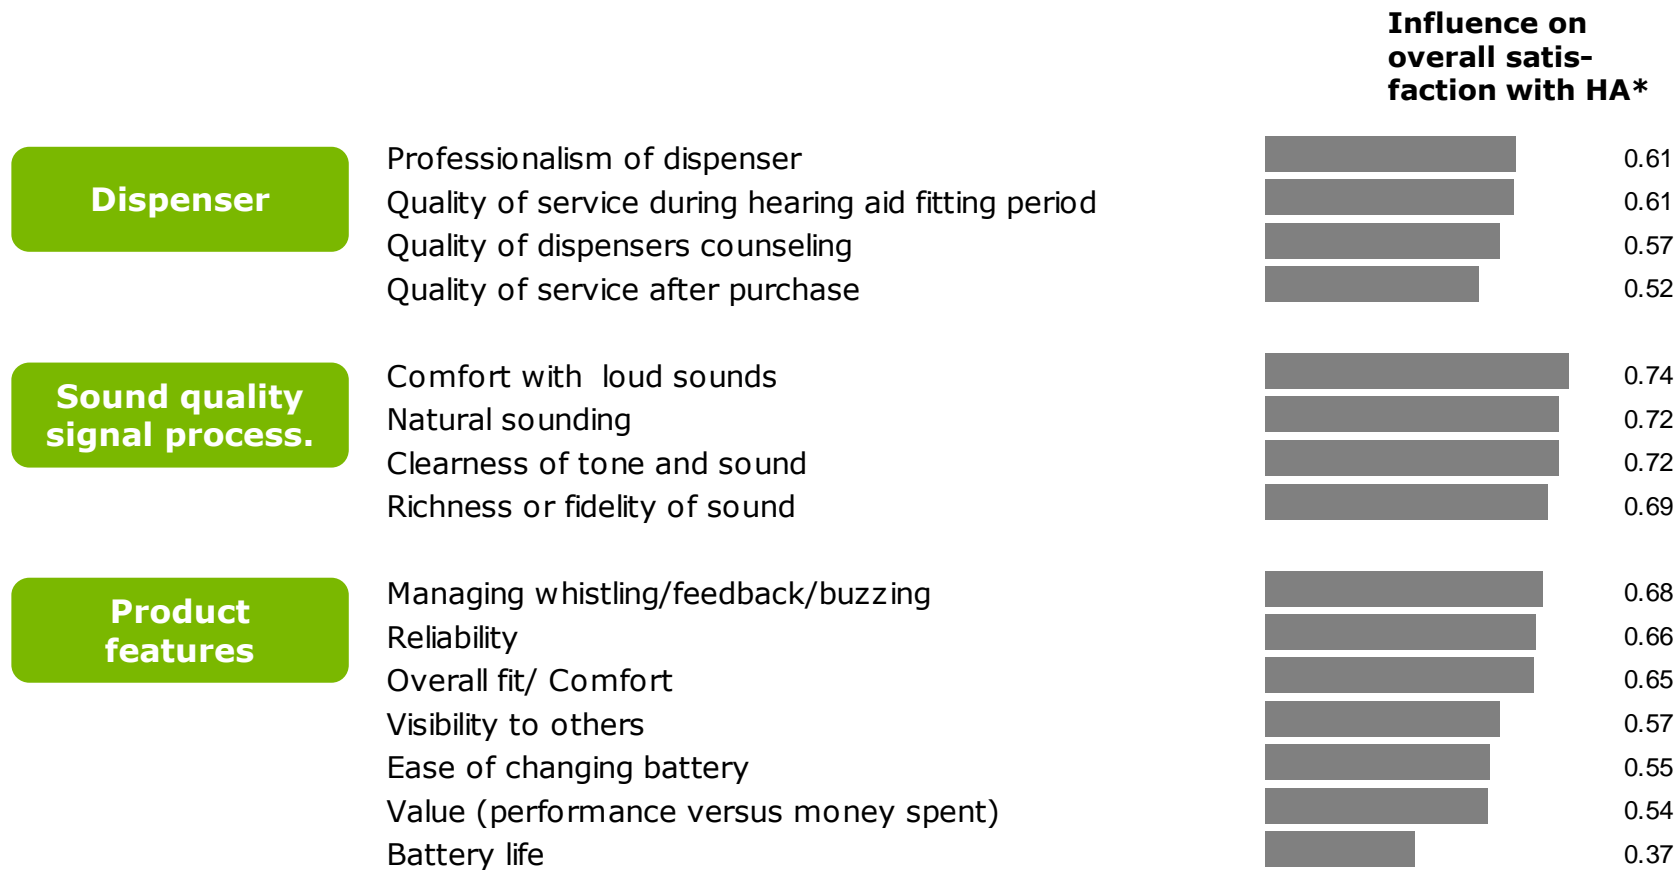 Influence on
overall satis-
faction with HA*
Dispenser
Professionalism of dispenser 0.61
Quality of service during hearing aid fitting period 0.61
Quality of dispensers counseling 0.57
Quality of service after purchase 0.52
Sound quality
signal process.
Comfort with loud sounds 0.74
Natural sounding 0.72
Clearness of tone and sound 0.72
Richness or fidelity of sound 0.69
Product
features
Managing whistling/feedback/buzzing 0.68
Reliability 0.66
Overall fit/ Comfort 0.65
Visibility to others 0.57
Ease of changing battery 0.55
Value (performance versus money spent) 0.54
Battery life 0.37